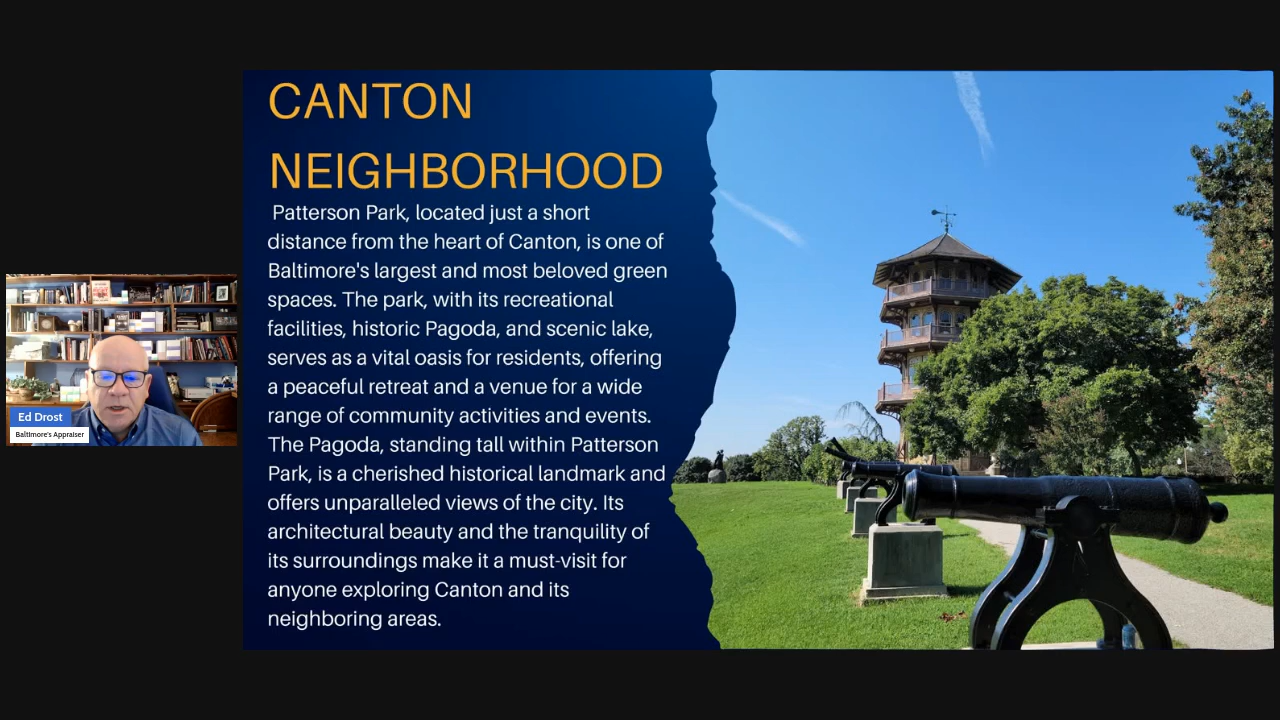 CANTON
NEIGHBORHOOD
Patterson Park, located just a short
distance from the heart of Canton, is one of
Baltimore's largest and most beloved green
spaces. The park, with its recreational
facilities, historic Pagoda, and scenic lake,
serves as a vital oasis for residents, offering
a peaceful retreat and a venue for a wide
range of community activities and events.
The Pagoda, standing tall within Patterson
Park, is a cherished historical landmark and
offers unparalleled views of the city. Its
architectural beauty and the tranquility of
its surroundings make it a must-visit for
anyone exploring Canton and its
neighboring areas.
Ed Drost
Baltimore's Appraiser